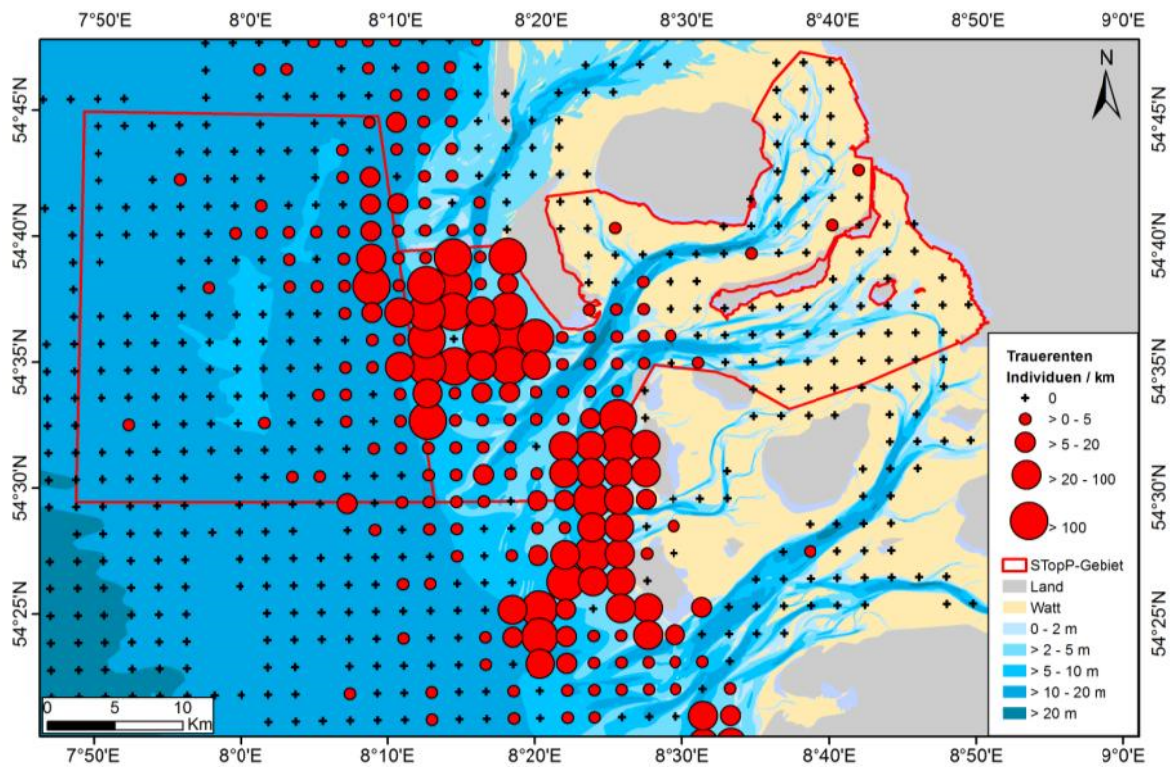 7°50'E 8°0'E 8°10'E 8°20'E 8°30'E 8°40'E 8°50'E 9°0'E
N
54°45'N 54°45'N
54°40'N 54°40'N
54°35'N 54°35'N
54°30'N 54°30'N
54°25'N 54°25'N
Trauerenten
Individuen / km
0
> 0 - 5
> 5 - 20
> 20 - 100
> 100
STopP-Gebiet
Land
Watt
0 - 2 m
> 2 - 5 m
> 5 - 10 m
> 10 - 20 m
> 20 m
0 5 10
Km
7°50'E 8°0'E 8°10'E 8°20'E 8°30'E 8°40'E 8°50'E 9°0'E